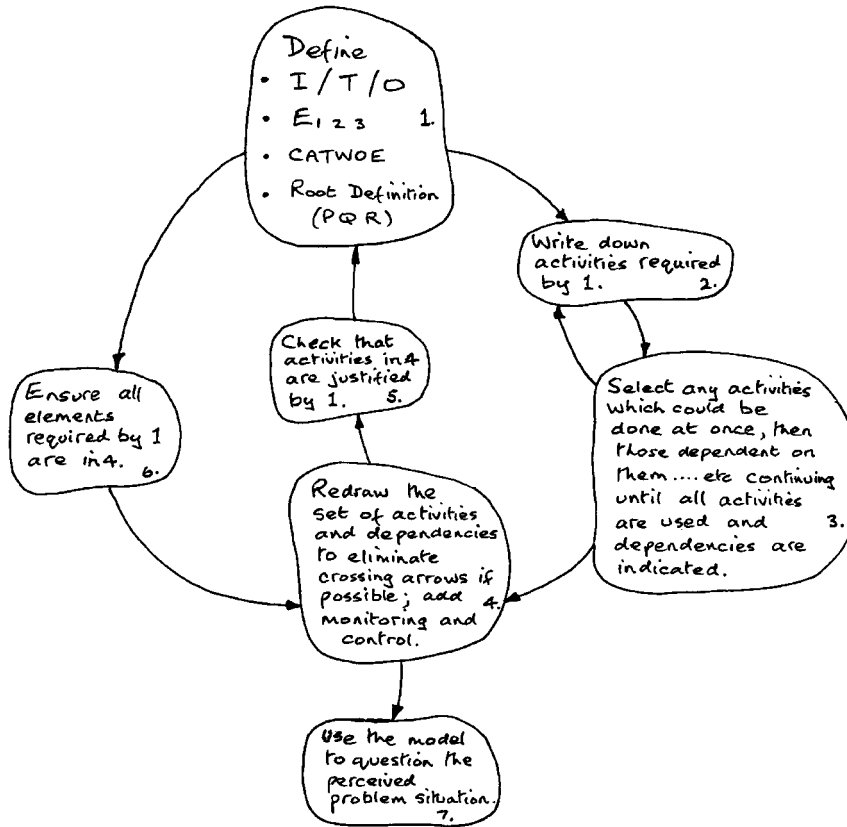 Define
• I / T / O
• E1 2 3 1.
• CATWOE
• Root Definition
(PQR)
Write down
activities required
by 1. 2.
Select any activities
which could be
done at once, then
those dependent on
them.... etc continuing
until all activities
are used and 3.
dependencies are
indicated.
Redraw the
set of activities
and dependencies
to eliminate
crossing arrows if
possible; add 4.
monitoring and
control.
Check that
activities in 4
are justified
by 1. 5.
Ensure all
elements
required by 1
are in 4. 6.
Use the model
to question the
perceived
problem situation.
7.